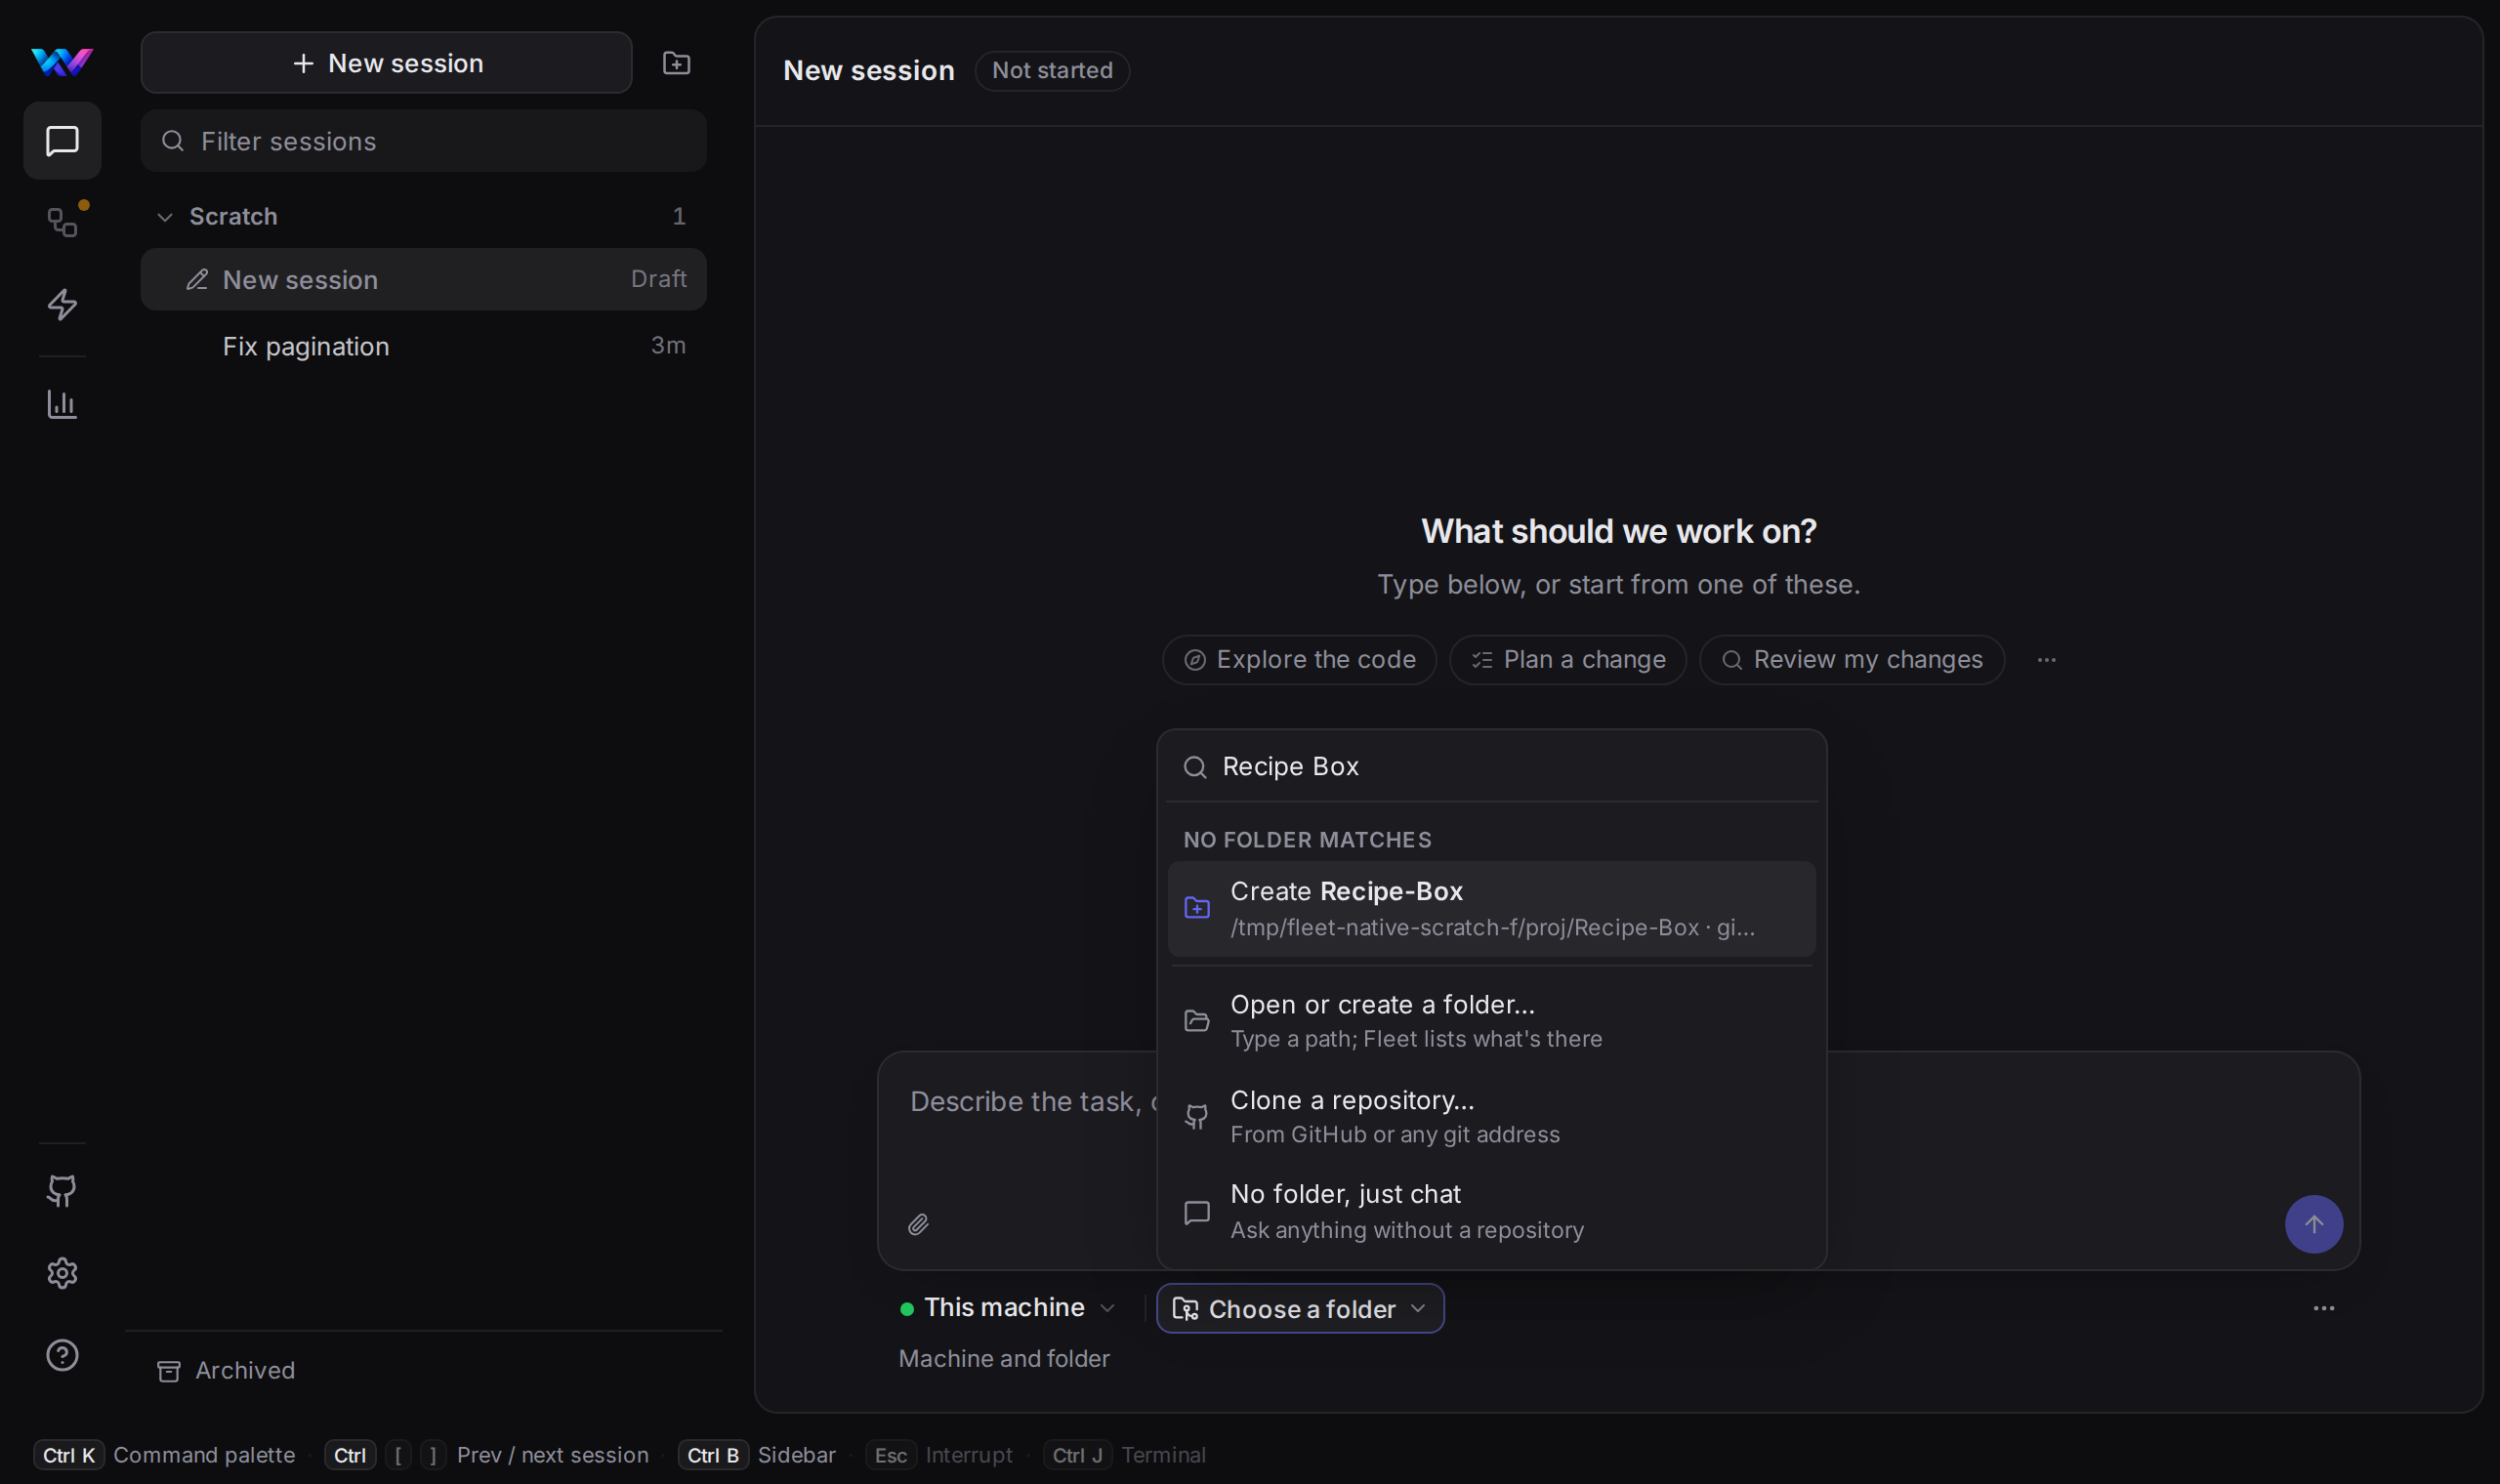 New session
Filter sessions
Scratch 1
New session Draft
Fix pagination 3m
Archived
New session Not started
What should we work on?
Type below, or start from one of these.
Explore the code Plan a change Review my changes
Recipe Box
NO FOLDER MATCHES
Create Recipe-Box
/tmp/fleet-native-scratch-f/proj/Recipe-Box · gi...
Open or create a folder...
Type a path; Fleet lists what's there
Clone a repository...
From GitHub or any git address
No folder, just chat
Ask anything without a repository
Describe the task,
This machine Choose a folder
Machine and folder
Ctrl K Command palette · Ctrl [ ] Prev / next session · Ctrl B Sidebar · Esc Interrupt · Ctrl J Terminal